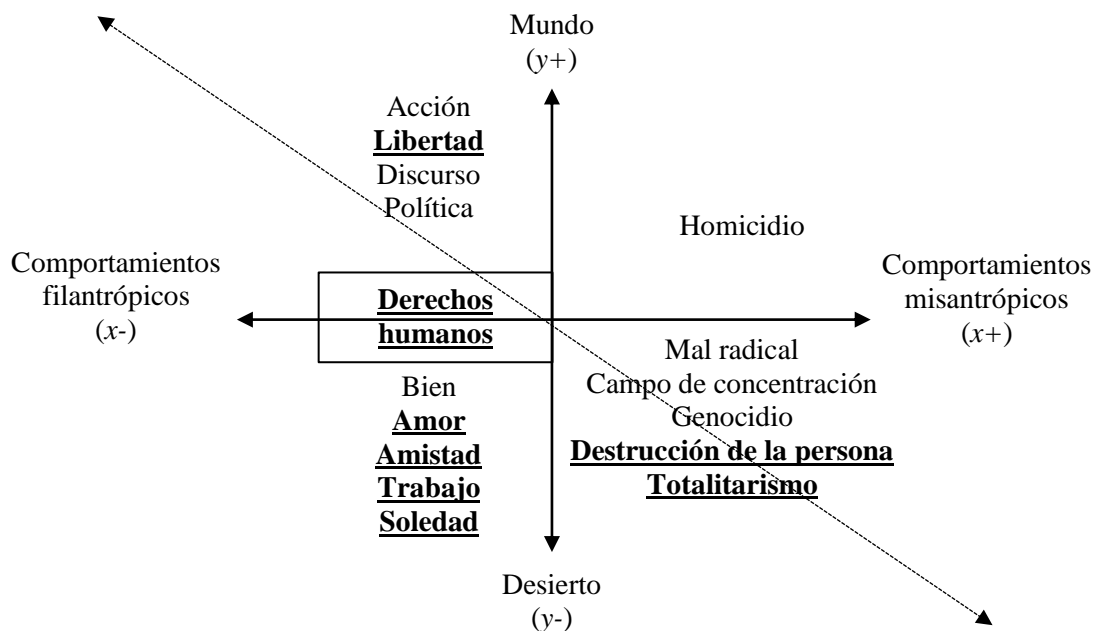 Mundo
(y+)
Acción
Libertad
Discurso
Política
Homicidio
Comportamientos
filantrópicos
(x-)
Derechos
humanos
Comportamientos
misantrópicos
(x+)
Mal radical
Campo de concentración
Genocidio
Destrucción de la persona
Totalitarismo
Bien
Amor
Amistad
Trabajo
Soledad
Desierto
(y-)